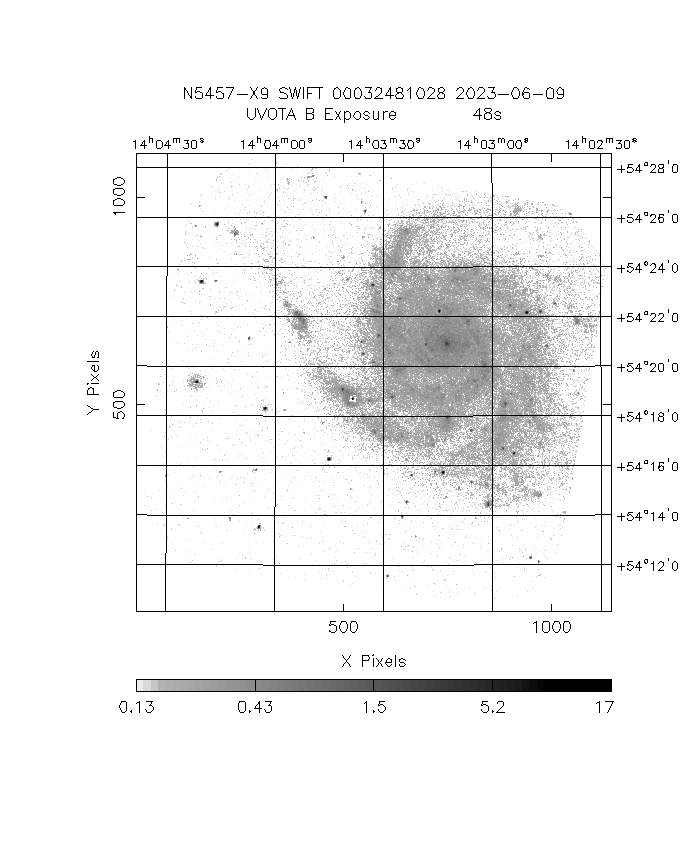 N5457-X9 SWIFT 00032481028 2023-06-09
UVOTA B Exposure 48s
14h04m30s 14h04m00s 14h03m30s 14h03m00s 14h02m30s
+54°28'0
1000
+54°26'0
+54°24'0
+54°22'0
Y Pixels
+54°20'0
500
+54°18'0
+54°16'0
+54°14'0
+54°12'0
500 1000
X Pixels
0.13 0.43 1.5 5.2 17